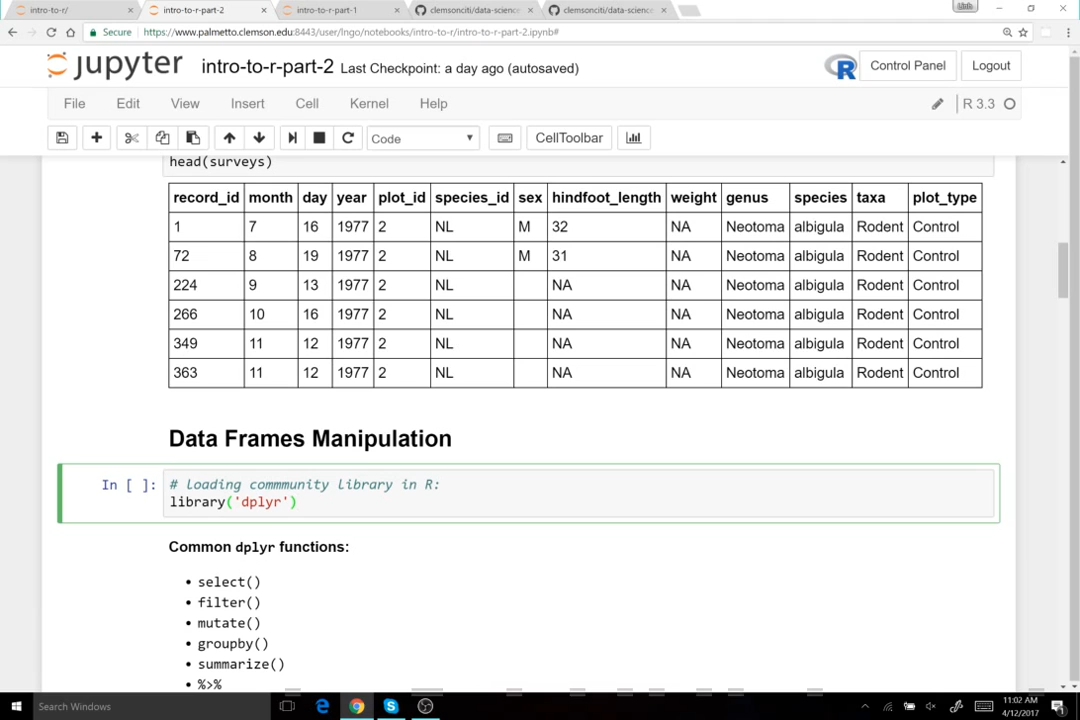 intro-to-r/
intro-to-r-part-2
intro-to-r-part-1
clemsonciti/data-science
clemsonciti/data-science
Linh
Secure
https://www.palmetto.clemson.edu:8443/user/lngo/notebooks/intro-to-r/intro-to-r-part-2.ipynb#
jupyter
intro-to-r-part-2 Last Checkpoint: a day ago (autosaved)
R
Control Panel
Logout
File Edit View Insert Cell Kernel Help
R 3.3
Code
CellToolbar
head(surveys)
record_id month day year plot_id species_id sex hindfoot_length weight genus species taxa plot_type
1 7 16 1977 2 NL M 32 NA Neotoma albigula Rodent Control
72 8 19 1977 2 NL M 31 NA Neotoma albigula Rodent Control
224 9 13 1977 2 NL NA NA Neotoma albigula Rodent Control
266 10 16 1977 2 NL NA NA Neotoma albigula Rodent Control
349 11 12 1977 2 NL NA NA Neotoma albigula Rodent Control
363 11 12 1977 2 NL NA NA Neotoma albigula Rodent Control
Data Frames Manipulation
In [ ]:
# loading commmunity library in R:
library('dplyr')
Common dplyr functions:
• select()
• filter()
• mutate()
• groupby()
• summarize()
• %>%
Search Windows
11:02 AM
4/12/2017